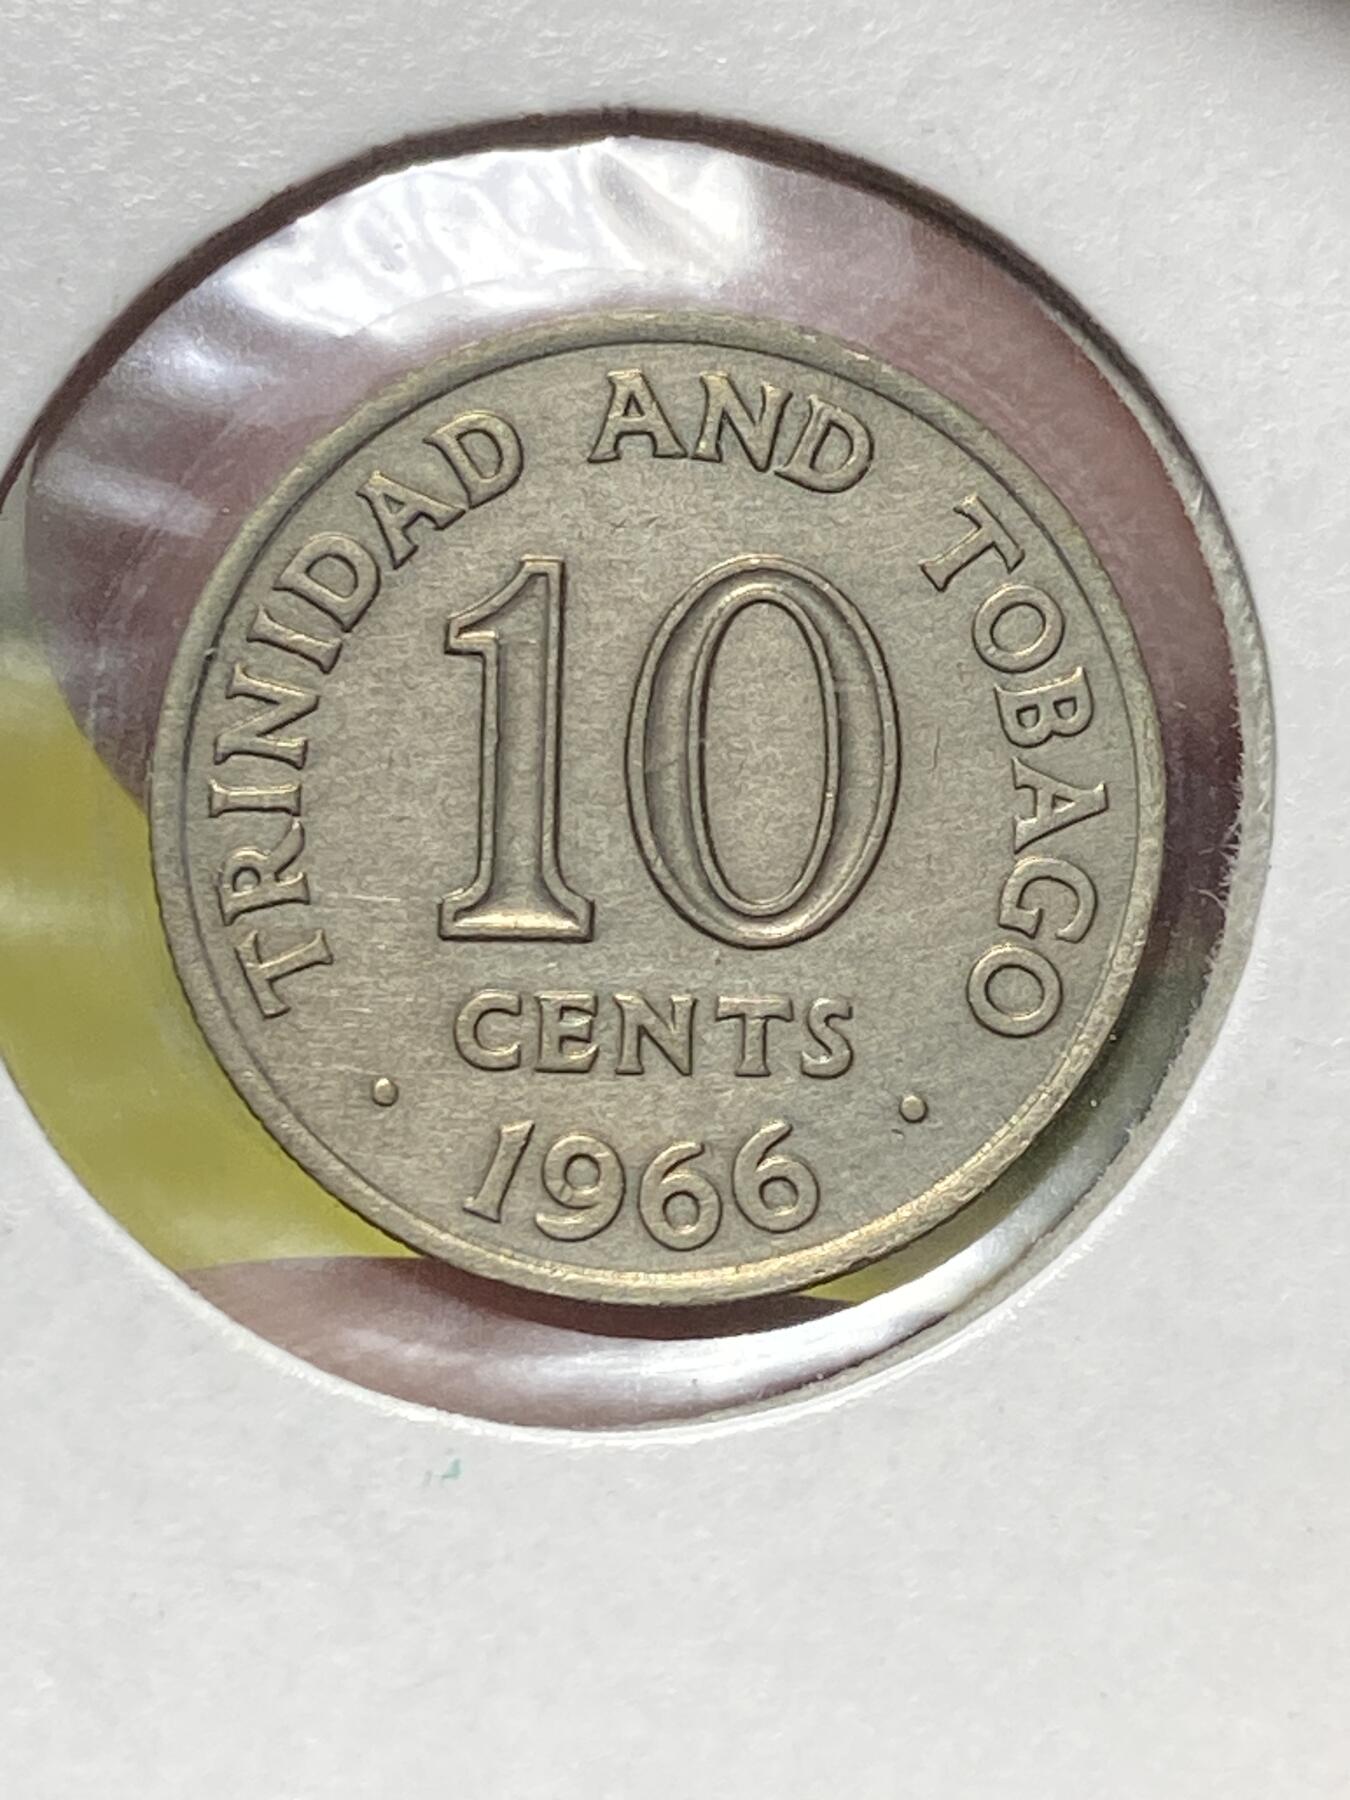 TRINIDAD AND TOBAGO
10
CENTS
1966